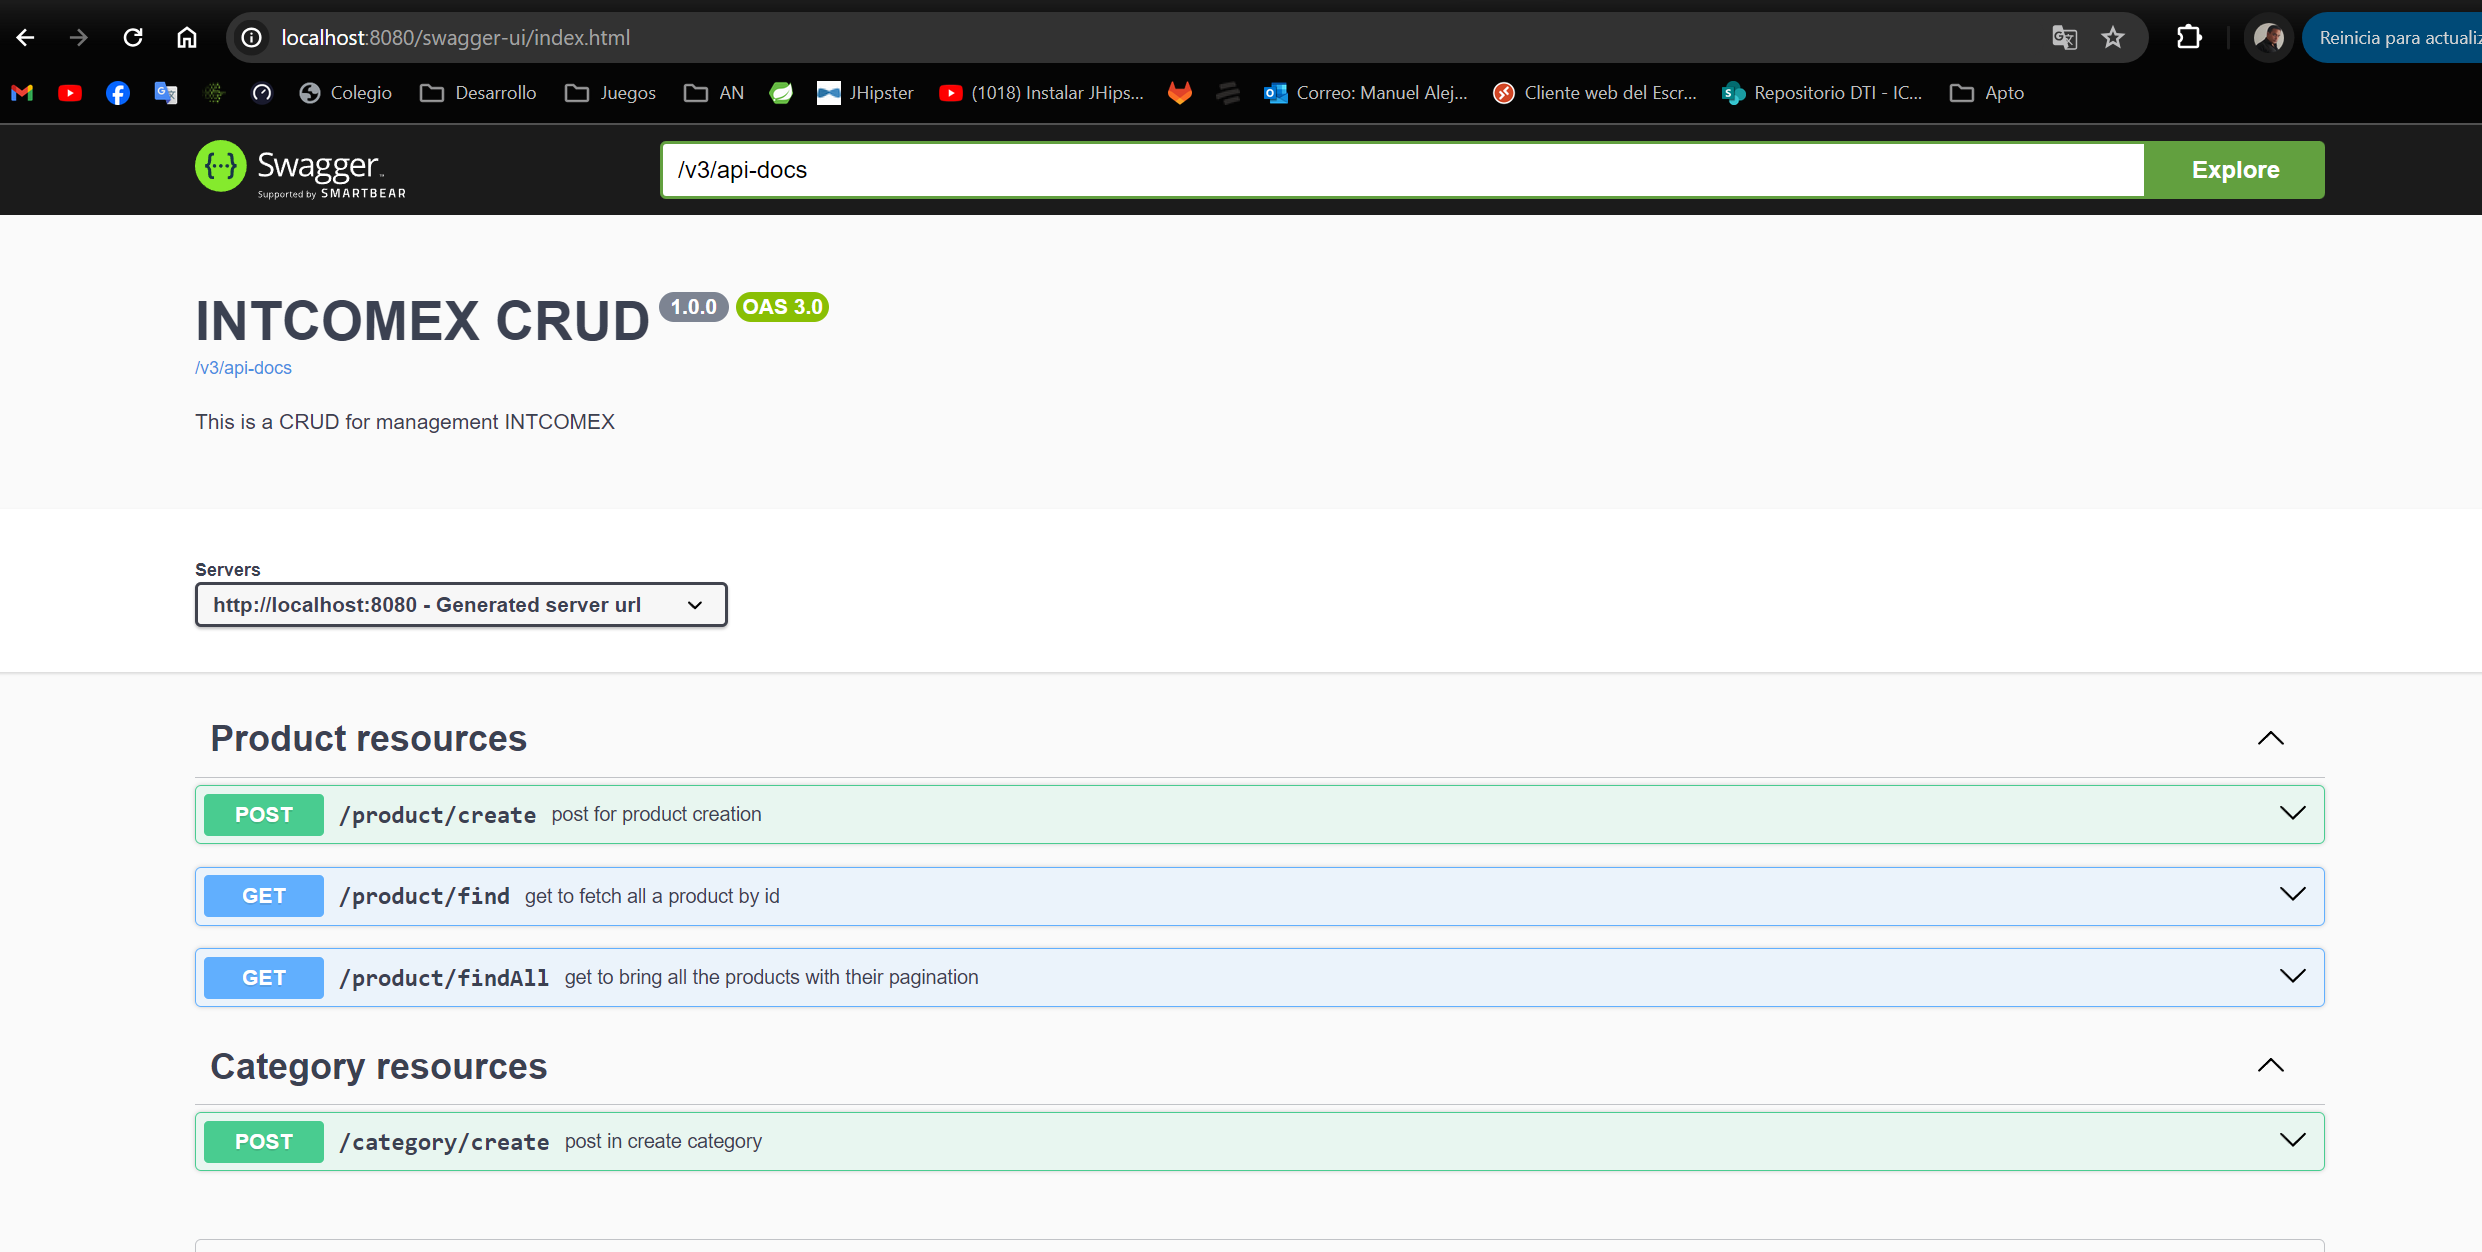 localhost:8080/swagger-ui/index.html
Reinicia para actualiz
Colegio
Desarrollo
Juegos
AN
JHipster
(1018) Instalar JHips...
Correo: Manuel Alej...
Cliente web del Escr...
Repositorio DTI - IC...
Apto
Swagger
Supported by SMARTBEAR
/v3/api-docs
Explore
INTCOMEX CRUD 1.0.0 OAS 3.0
/v3/api-docs
This is a CRUD for management INTCOMEX
Servers
http://localhost:8080 - Generated server url
Product resources
POST /product/create post for product creation
GET /product/find get to fetch all a product by id
GET /product/findAll get to bring all the products with their pagination
Category resources
POST /category/create post in create category